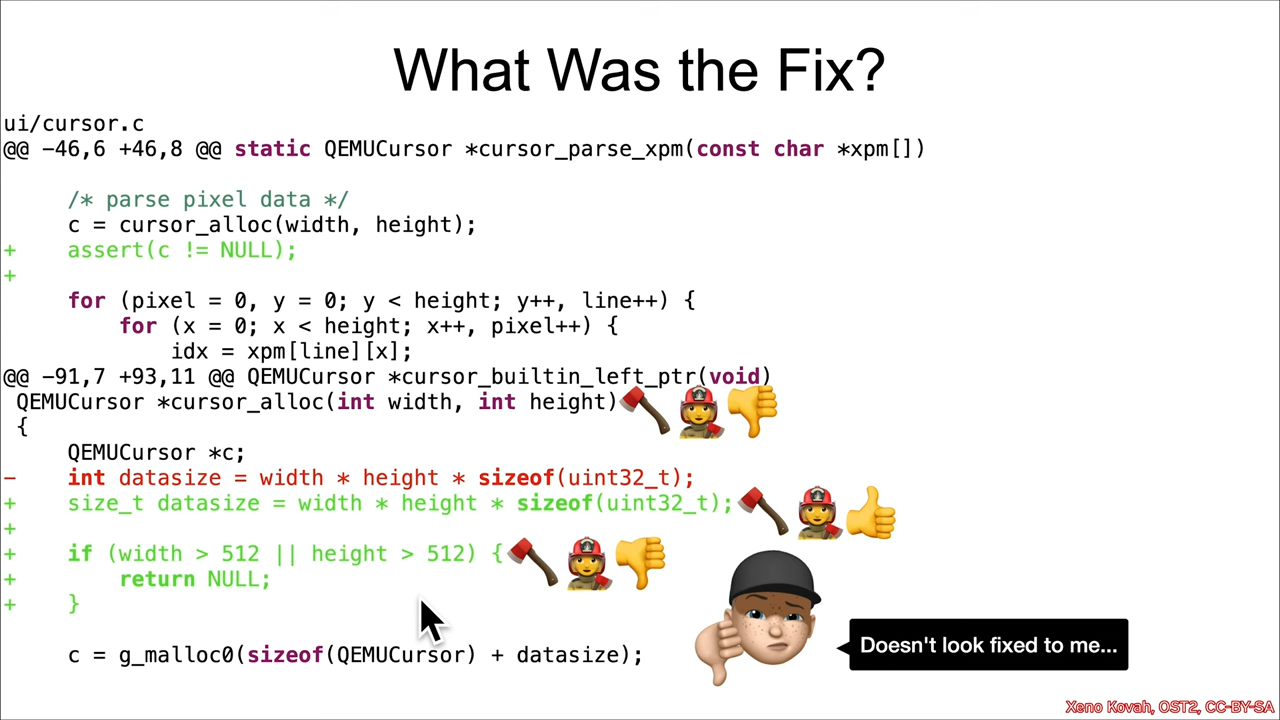 What Was the Fix?
ui/cursor.c
@@ -46,6 +46,8 @@ static QEMUCursor *cursor_parse_xpm(const char *xpm[])
/* parse pixel data */
c = cursor_alloc(width, height);
+ assert(c != NULL);
+
for (pixel = 0, y = 0; y < height; y++, line++) {
for (x = 0; x < height; x++, pixel++) {
idx = xpm[line][x];
@@ -91,7 +93,11 @@ QEMUCursor *cursor_builtin_left_ptr(void)
QEMUCursor *cursor_alloc(int width, int height)
{
QEMUCursor *c;
- int datasize = width * height * sizeof(uint32_t);
+ size_t datasize = width * height * sizeof(uint32_t);
+
+ if (width > 512 || height > 512) {
+ return NULL;
+ }
c = g_malloc0(sizeof(QEMUCursor) + datasize);
Doesn't look fixed to me...
Xeno Kovah, OST2, CC-BY-SA